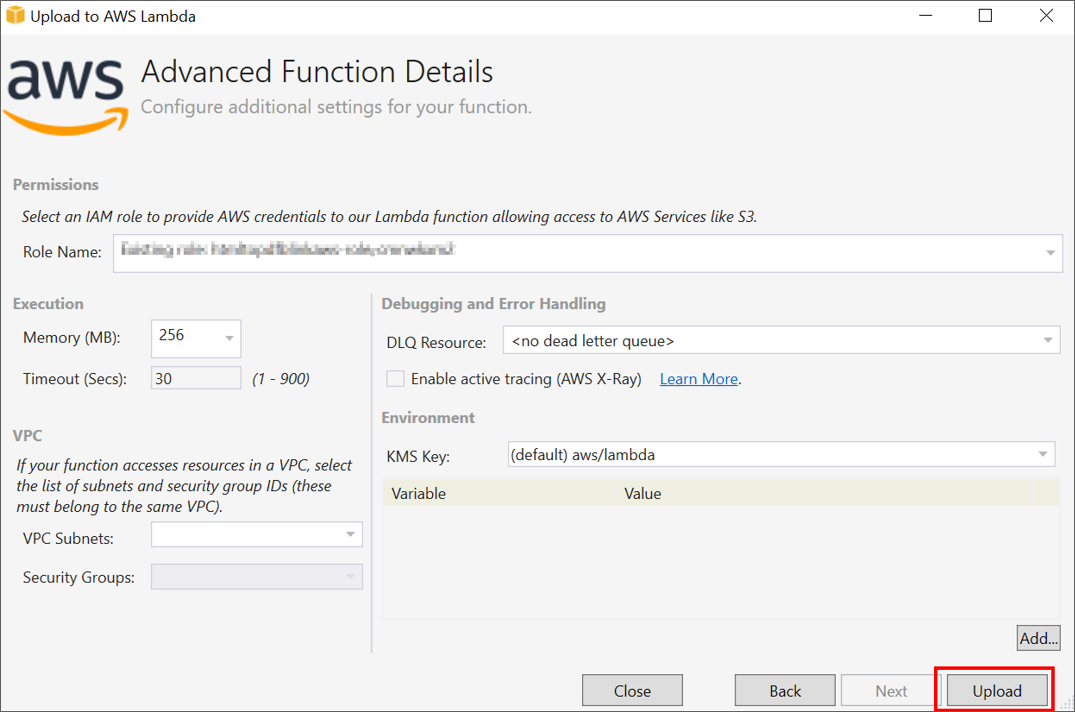 Upload to AWS Lambda
aws
Advanced Function Details
Configure additional settings for your function.
Permissions
Select an IAM role to provide AWS credentials to our Lambda function allowing access to AWS Services like S3.
Role Name:
Execution
Memory (MB): 256
Timeout (Secs): 30 (1 - 900)
VPC
If your function accesses resources in a VPC, select
the list of subnets and security group IDs (these
must belong to the same VPC).
VPC Subnets:
Security Groups:
Debugging and Error Handling
DLQ Resource: <no dead letter queue>
Enable active tracing (AWS X-Ray) Learn More.
Environment
KMS Key: (default) aws/lambda
Variable Value
Add...
Close Back Next Upload